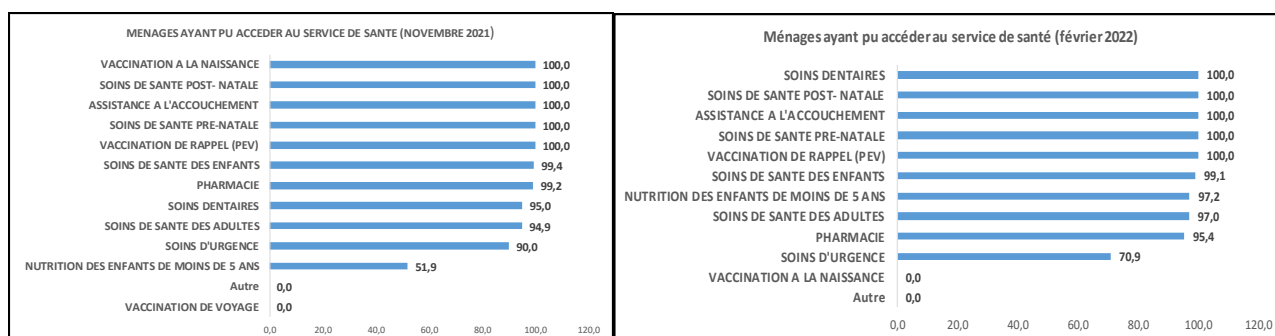 MENAGES AYANT PU ACCEDER AU SERVICE DE SANTE (NOVEMBRE 2021)
VACCINATION A LA NAISSANCE 100,0
SOINS DE SANTE POST- NATALE 100,0
ASSISTANCE A L'ACCOUCHEMENT 100,0
SOINS DE SANTE PRE-NATALE 100,0
VACCINATION DE RAPPEL (PEV) 100,0
SOINS DE SANTE DES ENFANTS 99,4
PHARMACIE 99,2
SOINS DENTAIRES 95,0
SOINS DE SANTE DES ADULTES 94,9
SOINS D'URGENCE 90,0
NUTRITION DES ENFANTS DE MOINS DE 5 ANS 51,9
Autre 0,0
VACCINATION DE VOYAGE 0,0
0,0 20,0 40,0 60,0 80,0 100,0 120,0
Ménages ayant pu accéder au service de santé (février 2022)
SOINS DENTAIRES 100,0
SOINS DE SANTE POST- NATALE 100,0
ASSISTANCE A L'ACCOUCHEMENT 100,0
SOINS DE SANTE PRE-NATALE 100,0
VACCINATION DE RAPPEL (PEV) 100,0
SOINS DE SANTE DES ENFANTS 99,1
NUTRITION DES ENFANTS DE MOINS DE 5 ANS 97,2
SOINS DE SANTE DES ADULTES 97,0
PHARMACIE 95,4
SOINS D'URGENCE 70,9
VACCINATION A LA NAISSANCE 0,0
Autre 0,0
0,0 20,0 40,0 60,0 80,0 100,0 120,0